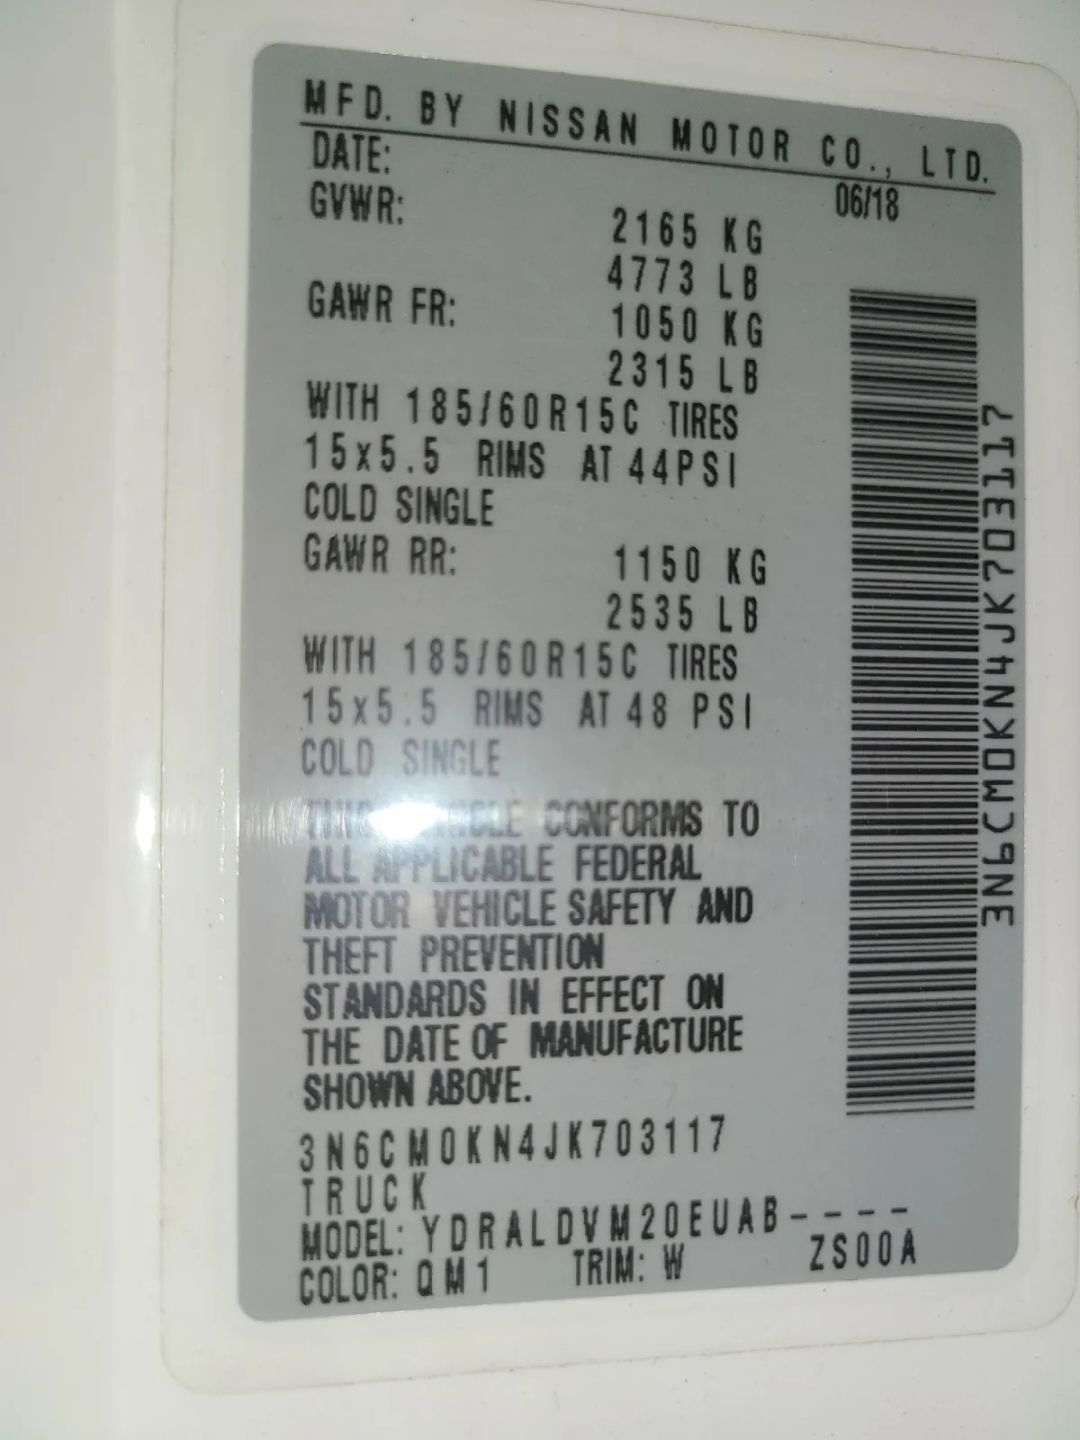 MFD. BY NISSAN MOTOR CO., LTD.
DATE: 06/18
GVWR: 2165 KG
4773 LB
GAWR FR: 1050 KG
2315 LB
WITH 185/60R15C TIRES
15x5.5 RIMS AT 44PSI
COLD SINGLE
GAWR RR: 1150 KG
2535 LB
WITH 185/60R15C TIRES
15x5.5 RIMS AT 48 PSI
COLD SINGLE
THIS VEHICLE CONFORMS TO
ALL APPLICABLE FEDERAL
MOTOR VEHICLE SAFETY AND
THEFT PREVENTION
STANDARDS IN EFFECT ON
THE DATE OF MANUFACTURE
SHOWN ABOVE.
3N6CM0KN4JK703117
TRUCK
MODEL: YDRALDVM20EUAB----
COLOR: QM1 TRIM: W ZS00A
3N6CM0KN4JK703117